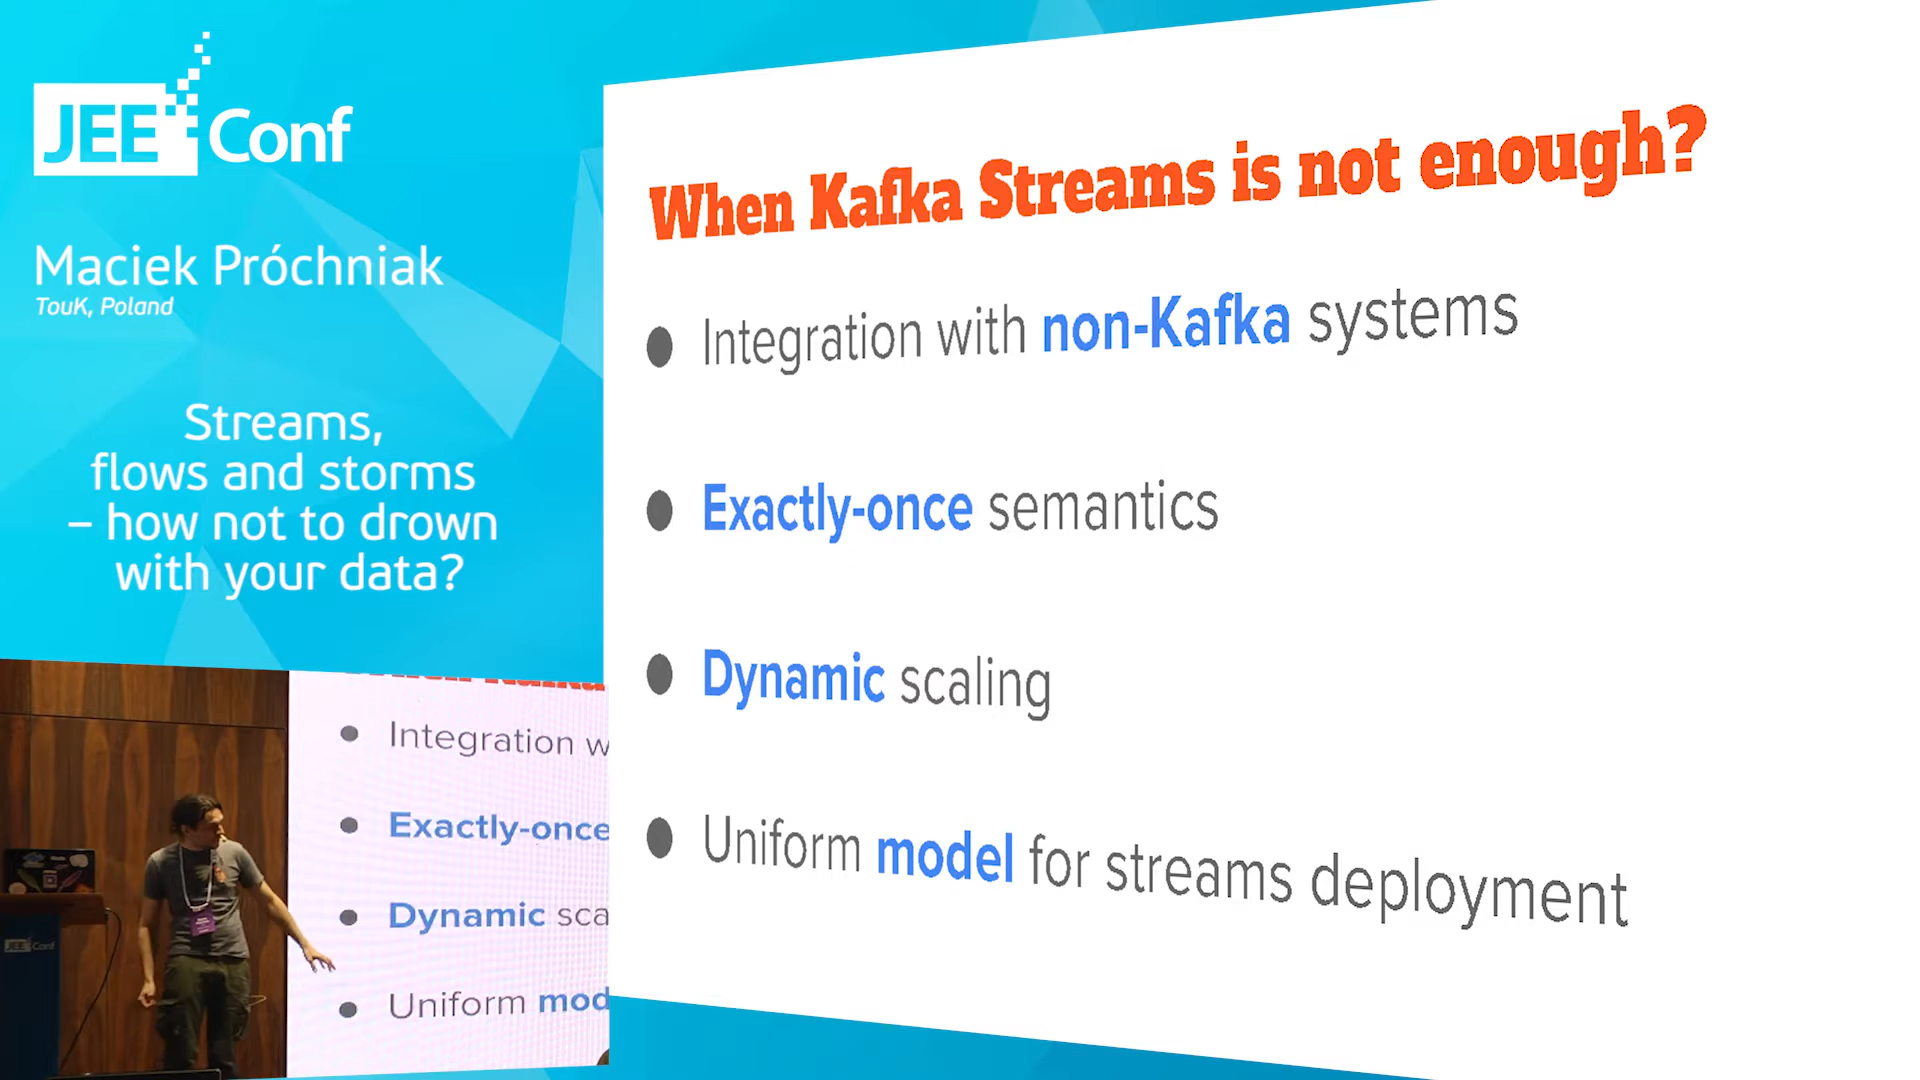 JEE Conf
Maciek Próchniak
TouK, Poland
Streams,
flows and storms
– how not to drown
with your data?
When Kafka Streams is not enough?
● Integration with non-Kafka systems
● Exactly-once semantics
● Dynamic scaling
● Uniform model for streams deployment
● Integration w
● Exactly-once
● Dynamic sca
● Uniform mod
JEE Conf